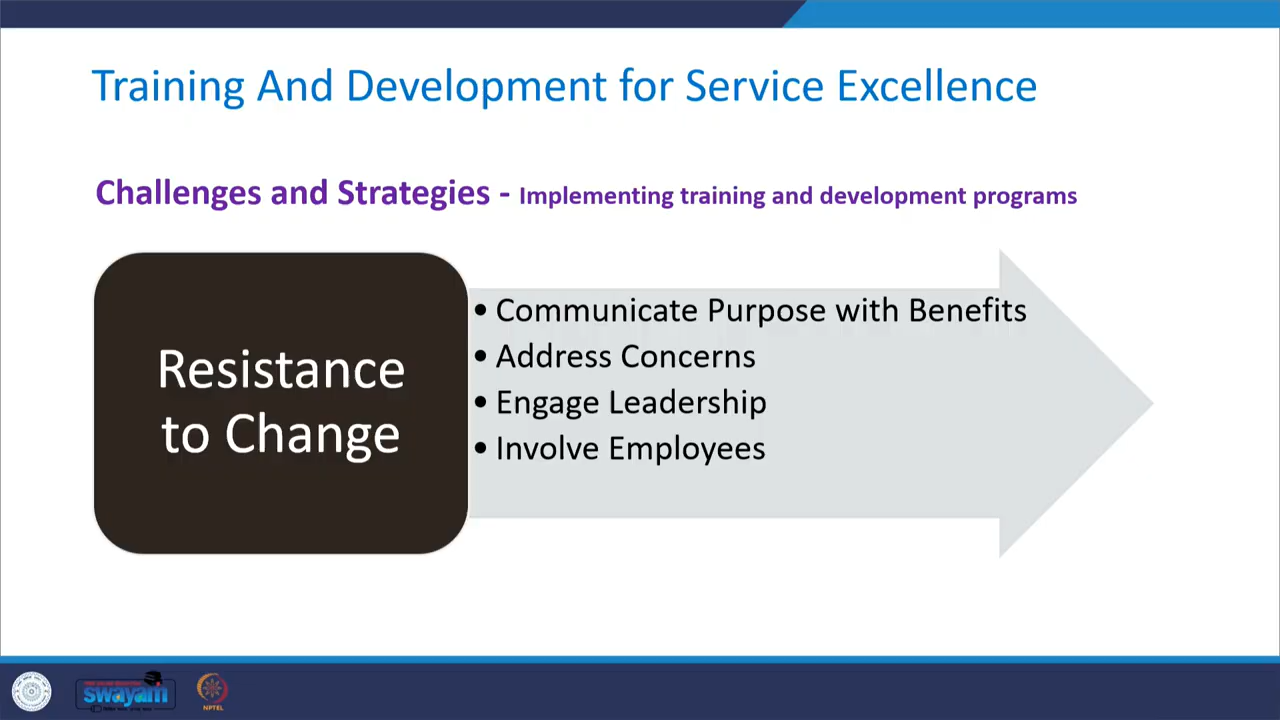 Training And Development for Service Excellence
Challenges and Strategies - Implementing training and development programs
Resistance
to Change
• Communicate Purpose with Benefits
• Address Concerns
• Engage Leadership
• Involve Employees
swayam
NPTEL